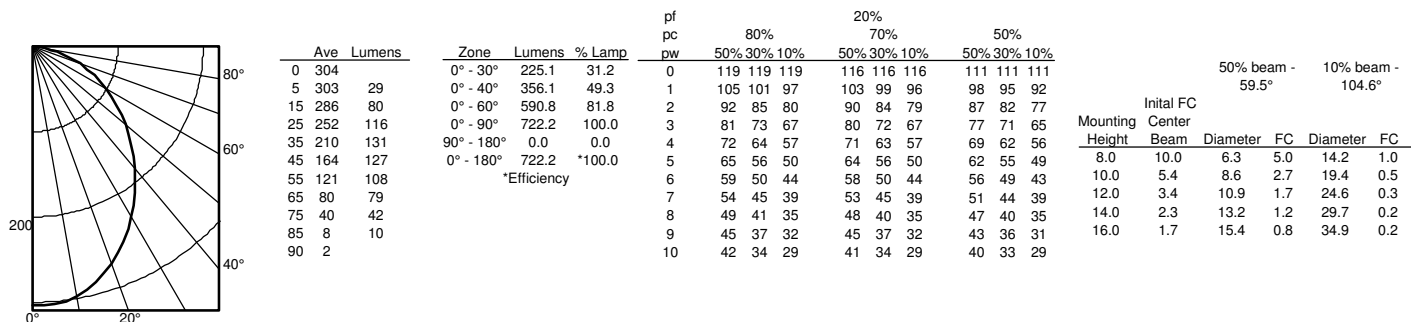 80°
60°
40°
200
0° 20°
Ave Lumens
0 304
5 303 29
15 286 80
25 252 116
35 210 131
45 164 127
55 121 108
65 80 79
75 40 42
85 8 10
90 2
Zone Lumens % Lamp
0° - 30° 225.1 31.2
0° - 40° 356.1 49.3
0° - 60° 590.8 81.8
0° - 90° 722.2 100.0
90° - 180° 0.0 0.0
0° - 180° 722.2 *100.0
*Efficiency
pf 20%
pc 80% 70% 50%
pw 50% 30% 10% 50% 30% 10% 50% 30% 10%
0 119 119 119 116 116 116 111 111 111
1 105 101 97 103 99 96 98 95 92
2 92 85 80 90 84 79 87 82 77
3 81 73 67 80 72 67 77 71 65
4 72 64 57 71 63 57 69 62 56
5 65 56 50 64 56 50 62 55 49
6 59 50 44 58 50 44 56 49 43
7 54 45 39 53 45 39 51 44 39
8 49 41 35 48 40 35 47 40 35
9 45 37 32 45 37 32 43 36 31
10 42 34 29 41 34 29 40 33 29
50% beam - 10% beam -
59.5° 104.6°
Inital FC
Mounting Center
Height Beam Diameter FC Diameter FC
8.0 10.0 6.3 5.0 14.2 1.0
10.0 5.4 8.6 2.7 19.4 0.5
12.0 3.4 10.9 1.7 24.6 0.3
14.0 2.3 13.2 1.2 29.7 0.2
16.0 1.7 15.4 0.8 34.9 0.2